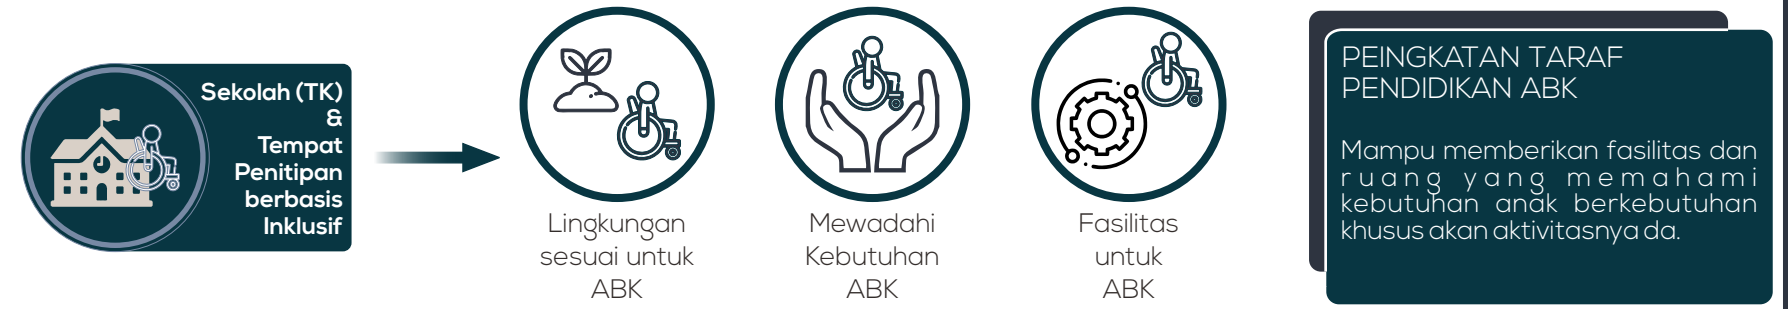 Sekolah (TK)
&
Tempat
Penitipan
berbasis
Inklusif
Lingkungan
sesuai untuk
ABK
Mewadahi
Kebutuhan
ABK
Fasilitas
untuk
ABK
PEINGKATAN TARAF
PENDIDIKAN ABK
Mampu memberikan fasilitas dan
ruang yang memahami
kebutuhan anak berkebutuhan
khusus akan aktivitasnya da.